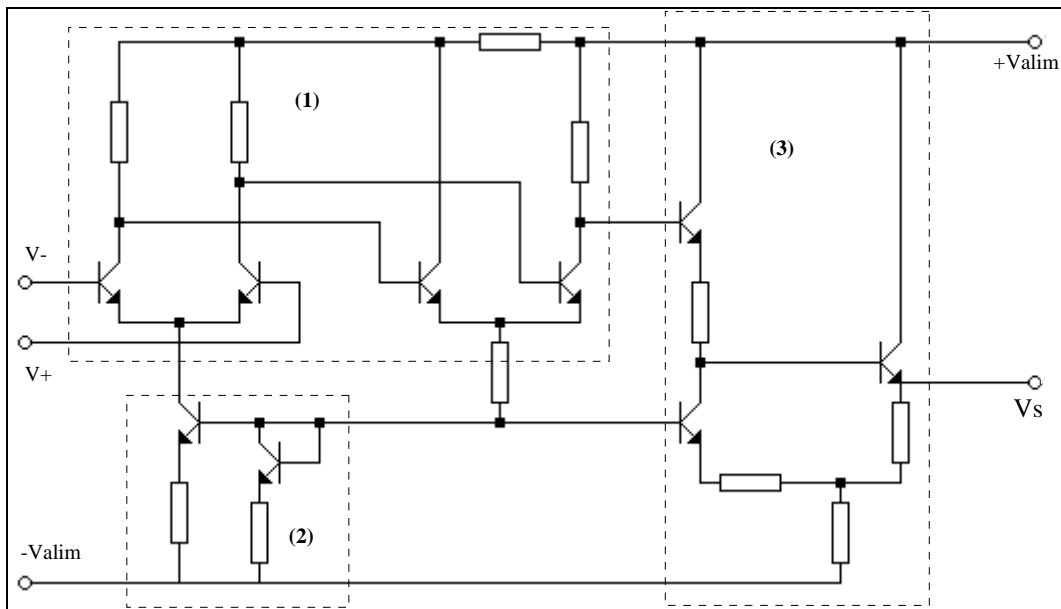 +Valim
(1)
(3)
V-
V+
Vs
(2)
-Valim